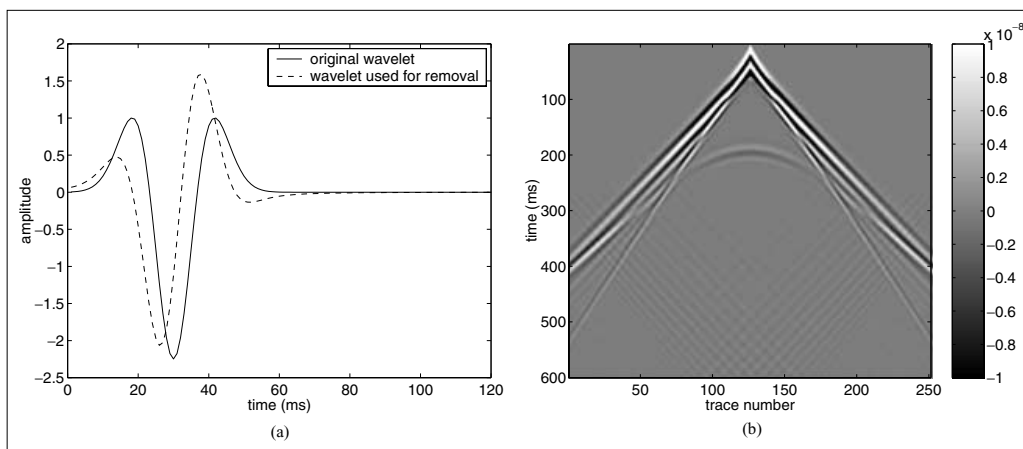 2
1.5
1
0.5
0
−0.5
−1
−1.5
−2
−2.5
amplitude
original wavelet
wavelet used for removal
0 20 40 60 80 100 120
time (ms)
(a)
100
200
300
400
500
600
time (ms)
50 100 150 200 250
trace number
(b)
x 10⁻⁸
1
0.8
0.6
0.4
0.2
0
−0.2
−0.4
−0.6
−0.8
−1